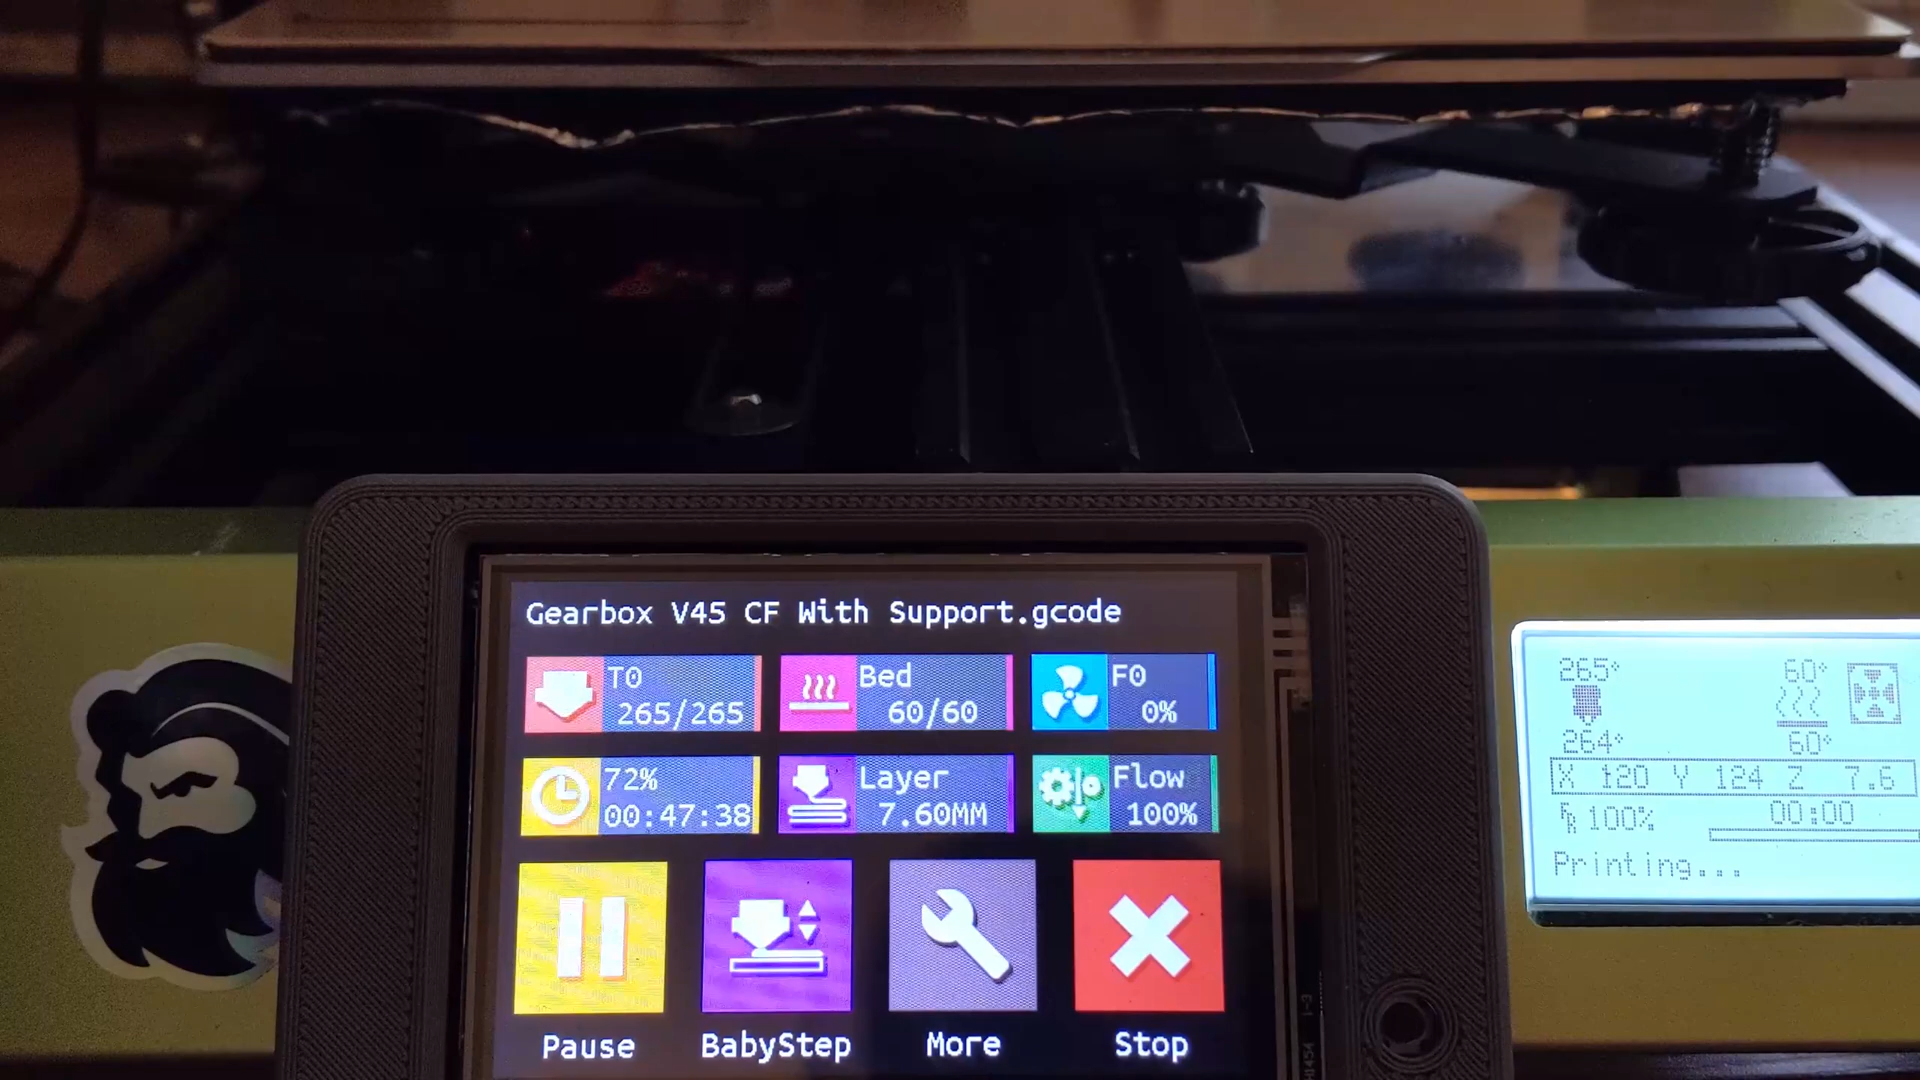 Gearbox V45 CF With Support.gcode
T0
265/265
Bed
60/60
F0
0%
72%
00:47:38
Layer
7.60MM
Flow
100%
Pause
BabyStep
More
Stop
265° 60°
264° 60°
X 120 Y 124 Z 7.6
FR 100% 00:00
Printing...